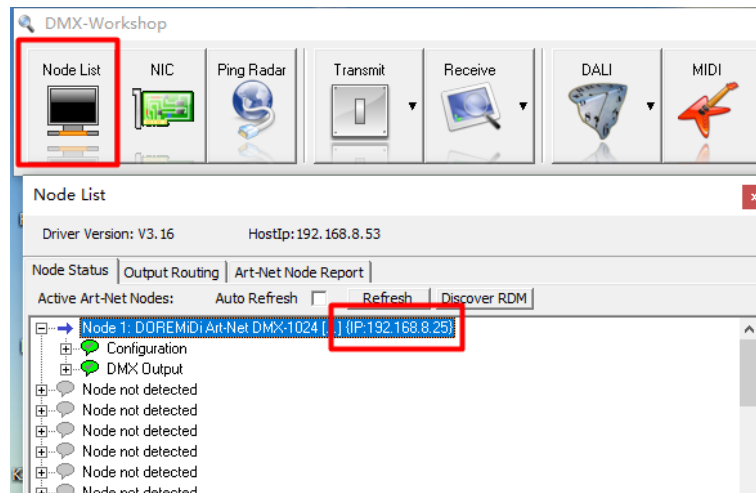 DMX-Workshop
Node List NIC Ping Radar Transmit Receive DALI MIDI
Node List
Driver Version: V3.16 HostIp:192.168.8.53
Node Status Output Routing Art-Net Node Report
Active Art-Net Nodes: Auto Refresh Refresh Discover RDM
Node 1: DOREMiDi Art-Net DMX-1024 [...] {IP:192.168.8.25}
Configuration
DMX Output
Node not detected
Node not detected
Node not detected
Node not detected
Node not detected
Node not detected